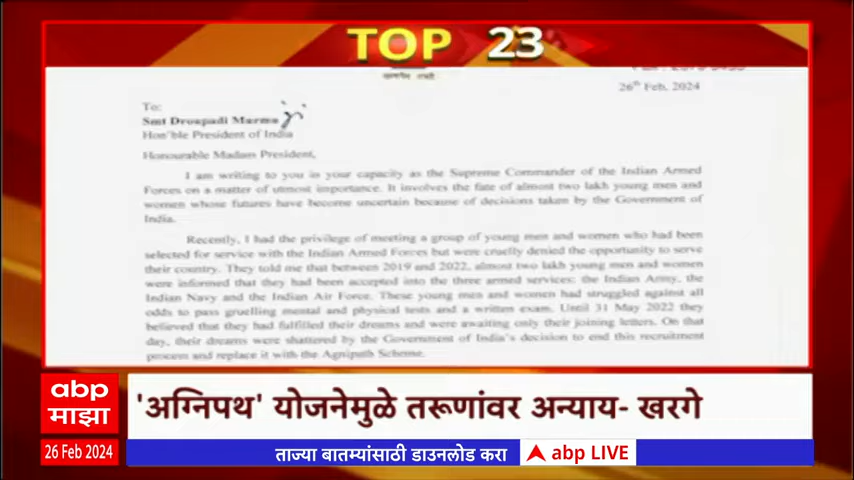 TOP 23
26th Feb, 2024
To:
Smt Droupadi Murmu
Hon'ble President of India
Honourable Madam President,
I am writing to you in your capacity as the Supreme Commander of the Indian Armed
Forces on a matter of utmost importance. It involves the fate of almost two lakh young men and
women whose futures have become uncertain because of decisions taken by the Government of
India.
Recently, I had the privilege of meeting a group of young men and women who had been
selected for service with the Indian Armed Forces but were cruelly denied the opportunity to serve
their country. They told me that between 2019 and 2022, almost two lakh young men and women
were informed that they had been accepted into the three armed services: the Indian Army, the
Indian Navy and the Indian Air Force. These young men and women had struggled against all
odds to pass gruelling mental and physical tests and a written exam. Until 31 May 2022 they
believed that they had fulfilled their dreams and were awaiting only their joining letters. On that
day, their dreams were shattered by the Government of India's decision to end this recruitment
process and replace it with the Agnipath Scheme.
abp
माझा
'अग्निपथ' योजनेमुळे तरूणांवर अन्याय- खरगे
26 Feb 2024
ताज्या बातम्यांसाठी डाउनलोड करा
abp LIVE